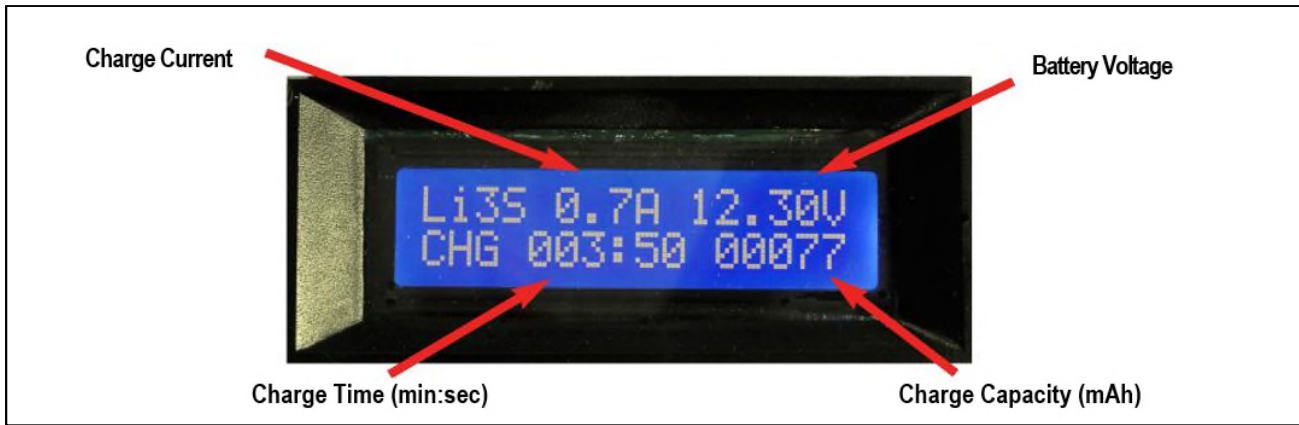 Charge Current
Battery Voltage
Li3S 0.7A 12.30V
CHG 003:50 00077
Charge Time (min:sec)
Charge Capacity (mAh)